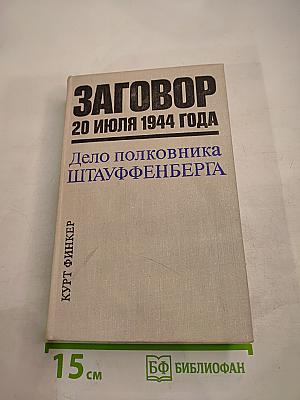 ЗАГОВОР
20 ИЮЛЯ 1944 ГОДА
Дело полковника
ШТАУФФЕНБЕРГА
КУРТ ФИНКЕР
15 см
БФ БИБЛИОФАН